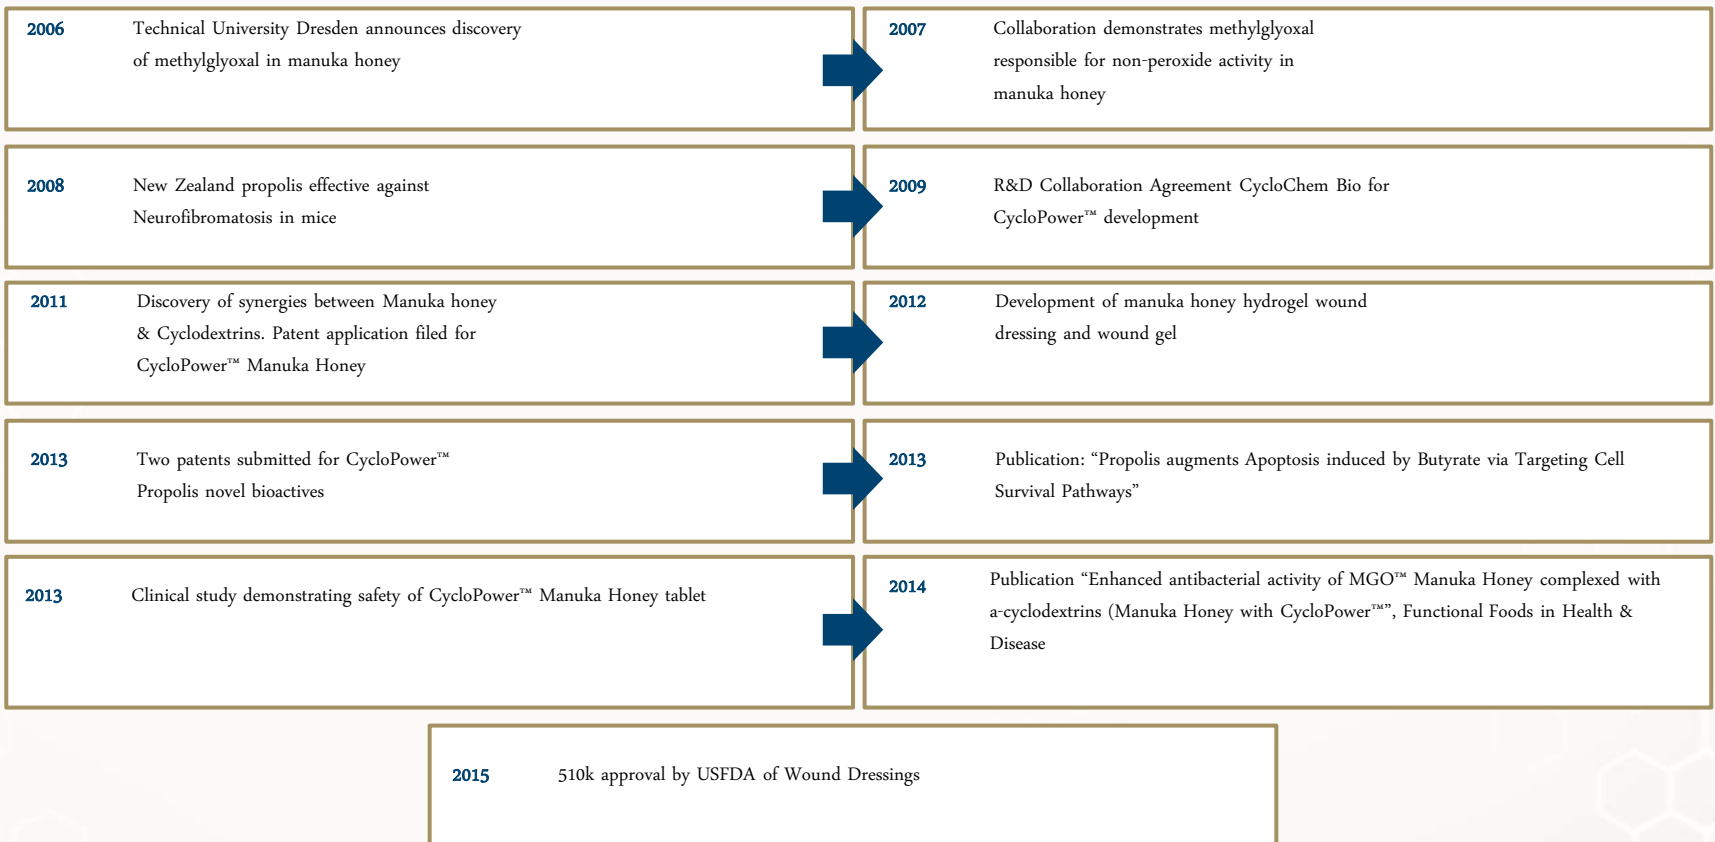 2006
Technical University Dresden announces discovery
of methylglyoxal in manuka honey
2007
Collaboration demonstrates methylglyoxal
responsible for non-peroxide activity in
manuka honey
2008
New Zealand propolis effective against
Neurofibromatosis in mice
2009
R&D Collaboration Agreement CycloChem Bio for
CycloPower™ development
2011
Discovery of synergies between Manuka honey
& Cyclodextrins. Patent application filed for
CycloPower™ Manuka Honey
2012
Development of manuka honey hydrogel wound
dressing and wound gel
2013
Two patents submitted for CycloPower™
Propolis novel bioactives
2013
Publication: “Propolis augments Apoptosis induced by Butyrate via Targeting Cell
Survival Pathways”
2013
Clinical study demonstrating safety of CycloPower™ Manuka Honey tablet
2014
Publication “Enhanced antibacterial activity of MGO™ Manuka Honey complexed with
a-cyclodextrins (Manuka Honey with CycloPower™”, Functional Foods in Health &
Disease
2015
510k approval by USFDA of Wound Dressings